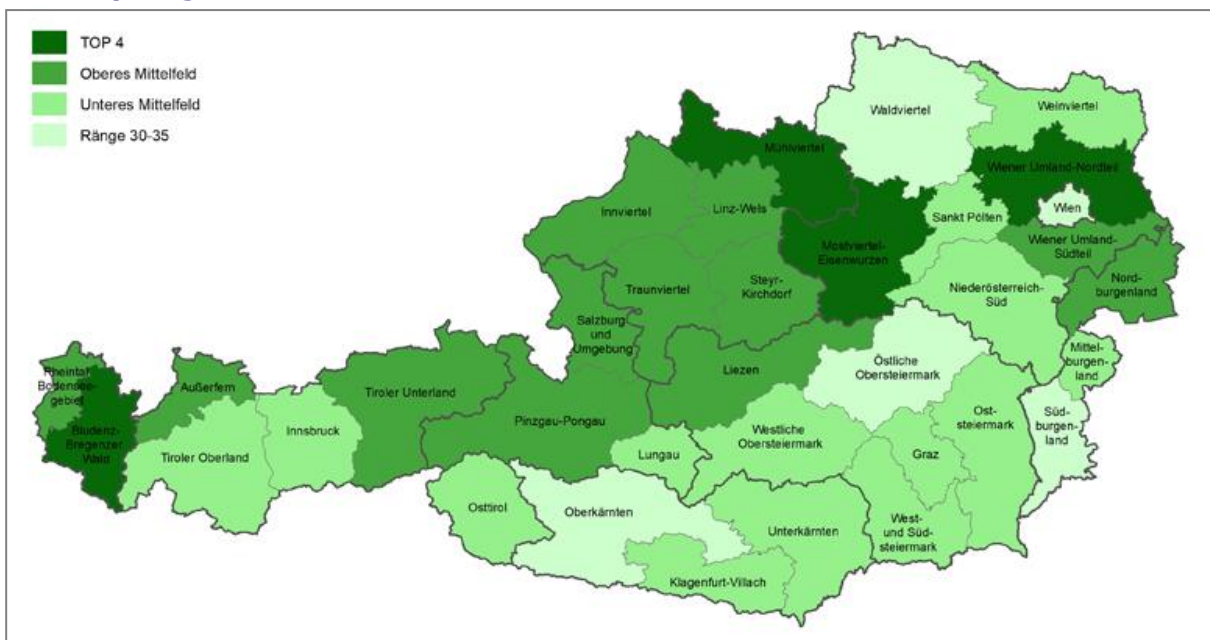 TOP 4
Oberes Mittelfeld
Unteres Mittelfeld
Ränge 30-35
Waldviertel
Weinviertel
Mühlviertel
Wiener Umland-Nordteil
Wien
Innviertel
Linz-Wels
Sankt Pölten
Mostviertel-
Eisenwurzen
Wiener Umland-
Südteil
Nord-
burgenland
Traunviertel
Steyr-
Kirchdorf
Niederösterreich-
Süd
Salzburg
und
Umgebung
Mittel-
burgen-
land
Rheintal-
Bodensee-
gebiet
Außerfern
Tiroler Unterland
Liezen
Östliche
Obersteiermark
Bludenz-
Bregenzer
Wald
Innsbruck
Pinzgau-Pongau
Ost-
steiermark
Süd-
burgen-
land
Tiroler Oberland
Lungau
Westliche
Obersteiermark
Graz
Osttirol
Oberkärnten
Unterkärnten
West-
und Süd-
steiermark
Klagenfurt-Villach